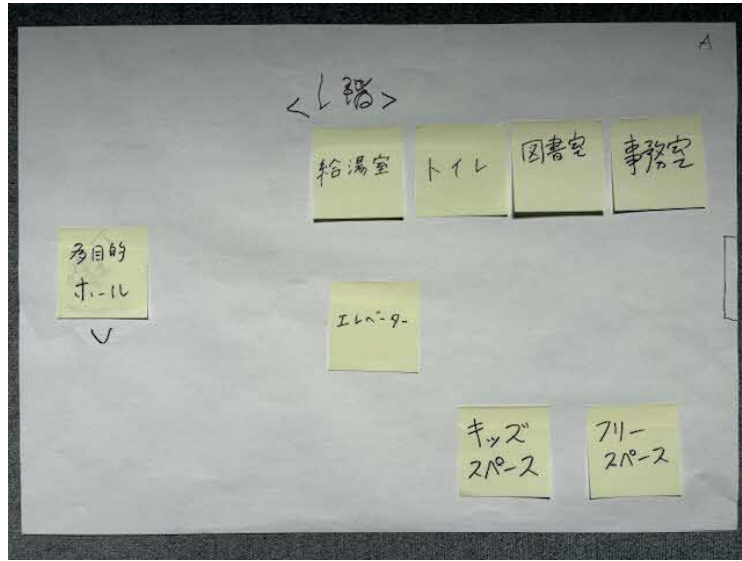 A
<1階>
給湯室
トイレ
図書室
事務室
多目的
ホール
エレベーター
キッズ
スペース
フリー
スペース